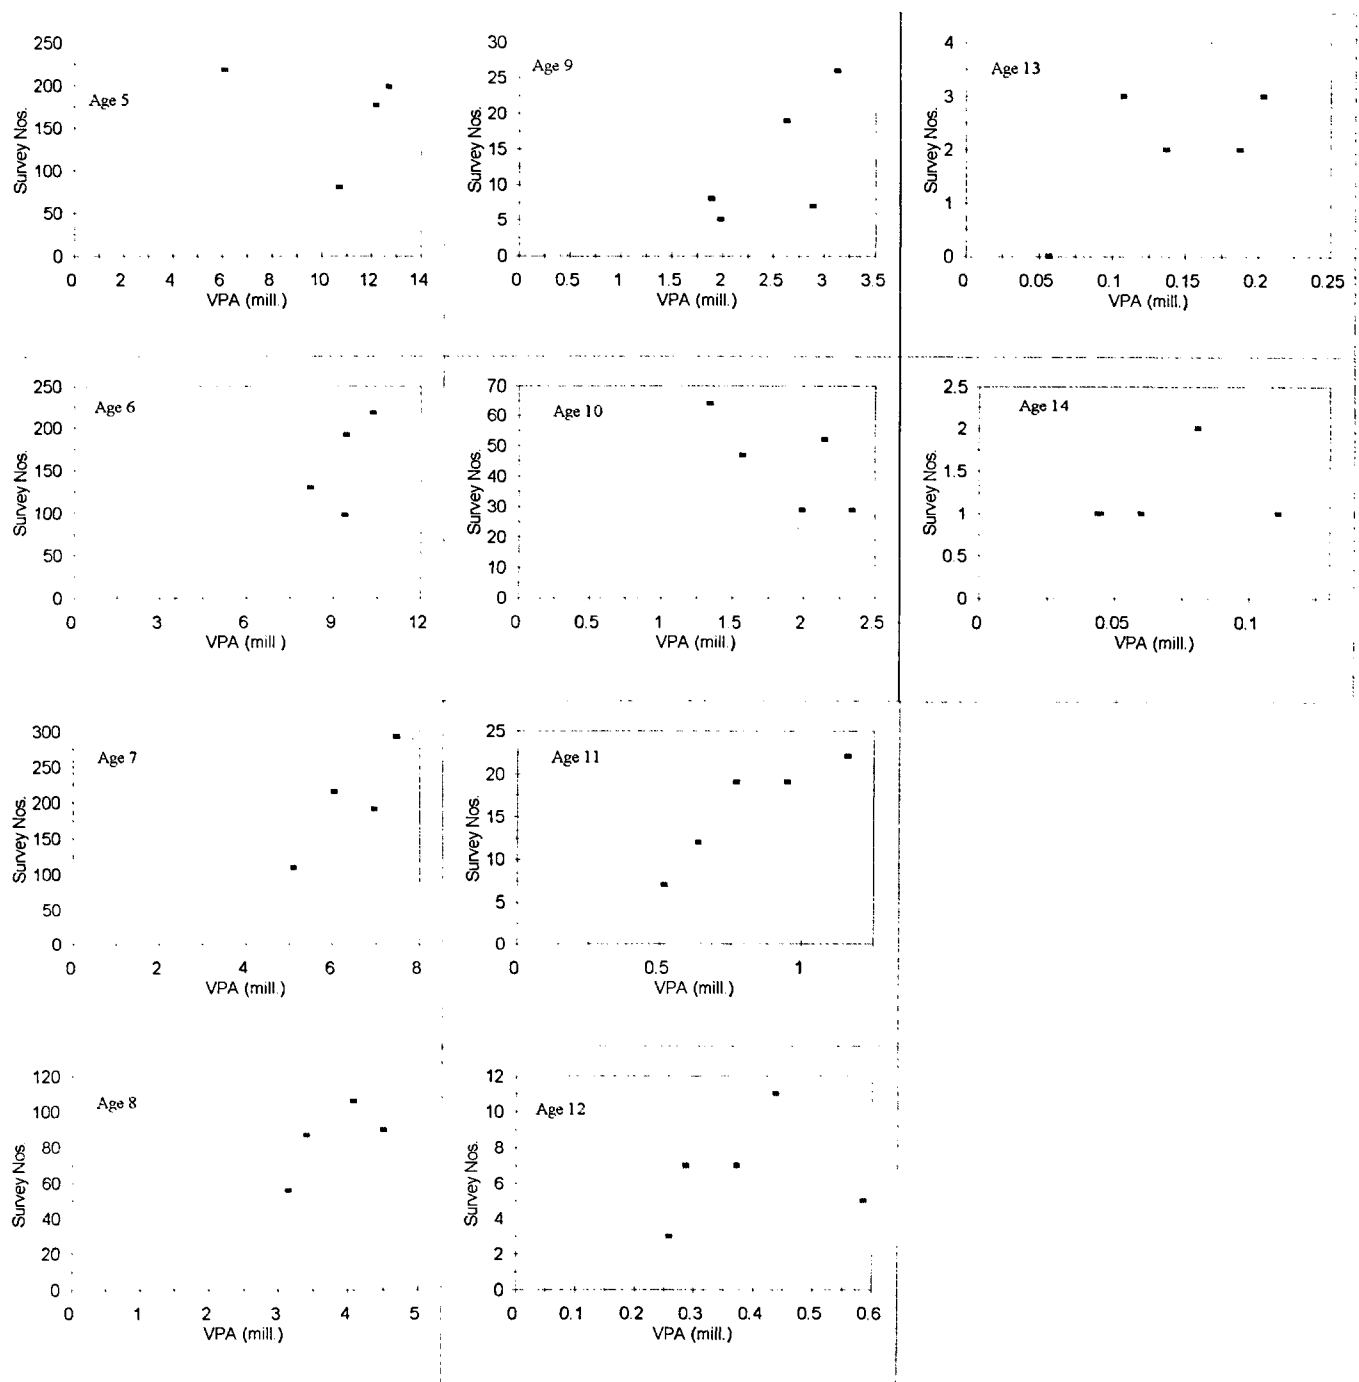 Age 5
Survey Nos.
250
200
150
100
50
0
0 2 4 6 8 10 12 14
VPA (mill.)
Age 9
Survey Nos.
30
25
20
15
10
5
0
0 0.5 1 1.5 2 2.5 3 3.5
VPA (mill.)
Age 13
Survey Nos.
4
3
2
1
0
0 0.05 0.1 0.15 0.2 0.25
VPA (mill.)
Age 6
Survey Nos.
250
200
150
100
50
0
0 3 6 9 12
VPA (mill )
Age 10
Survey Nos.
70
60
50
40
30
20
10
0
0 0.5 1 1.5 2 2.5
VPA (mill.)
Age 14
Survey Nos.
2.5
2
1.5
1
0.5
0
0 0.05 0.1
VPA (mill.)
Age 7
Survey Nos.
300
250
200
150
100
50
0
0 2 4 6 8
VPA (mill.)
Age 11
Survey Nos.
25
20
15
10
5
0
0 0.5 1
VPA (mill.)
Age 8
Survey Nos.
120
100
80
60
40
20
0
0 1 2 3 4 5
VPA (mill.)
Age 12
Survey Nos.
12
10
8
6
4
2
0
0 0.1 0.2 0.3 0.4 0.5 0.6
VPA (mill.)